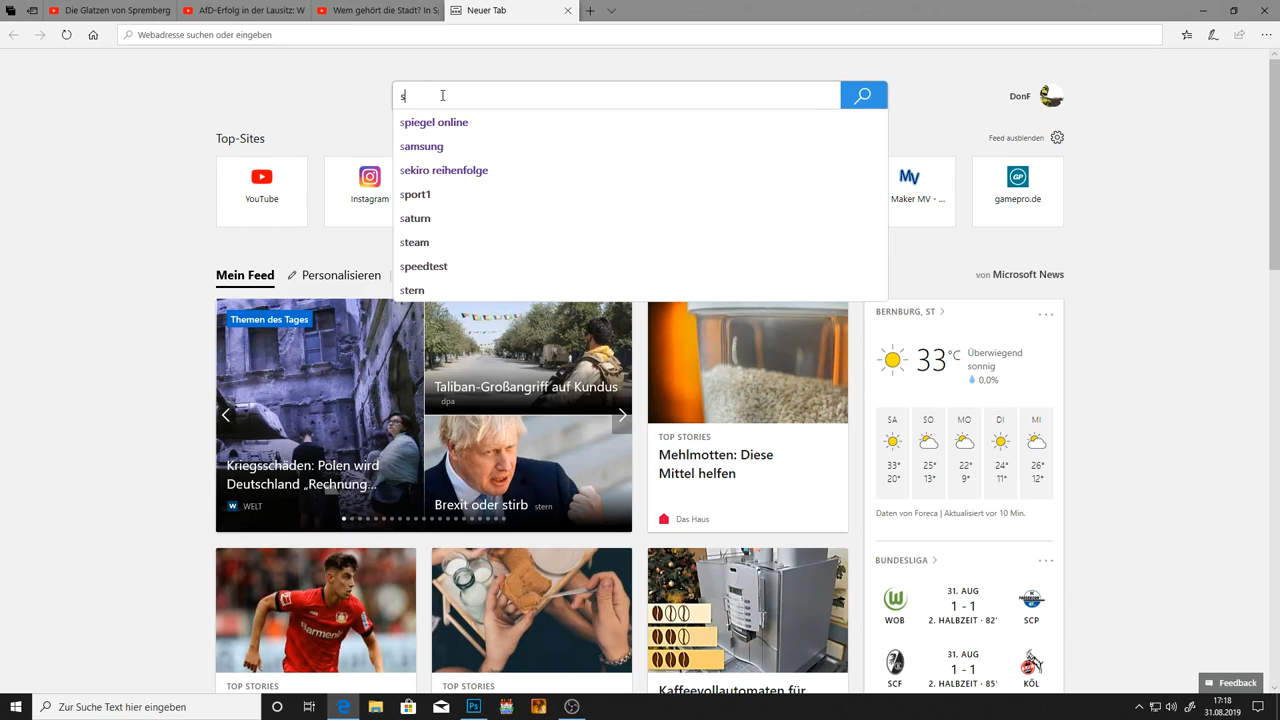 Die Glatzen von Spremberg
AfD-Erfolg in der Lausitz: W
Wem gehört die Stadt? In Sp
Neuer Tab
Webadresse suchen oder eingeben
s
DonF
spiegel online
samsung
sekiro reihenfolge
sport1
saturn
steam
speedtest
stern
Top-Sites
Feed ausblenden
YouTube
Instagram
MV
Maker MV - ...
GP
gamepro.de
Mein Feed
Personalisieren
von Microsoft News
Themen des Tages
Kriegsschäden: Polen wird
Deutschland „Rechnung...
W WELT
Taliban-Großangriff auf Kundus
dpa
Brexit oder stirb stern
TOP STORIES
Mehlmotten: Diese
Mittel helfen
Das Haus
BERNBURG, ST
33 °C
Überwiegend
sonnig
0,0%
SA SO MO DI MI
33° 25° 22° 24° 26°
20° 13° 9° 11° 12°
Daten von Foreca | Aktualisiert vor 10 Min.
BUNDESLIGA
31. AUG
1 - 1
WOB 2. HALBZEIT · 82' SCP
31. AUG
1 - 1
SCF 2. HALBZEIT · 85' KÖL
Barmenia
TOP STORIES
TOP STORIES
Kaffeevollautomaten für
Feedback
Zur Suche Text hier eingeben
Ps
17:18
31.08.2019